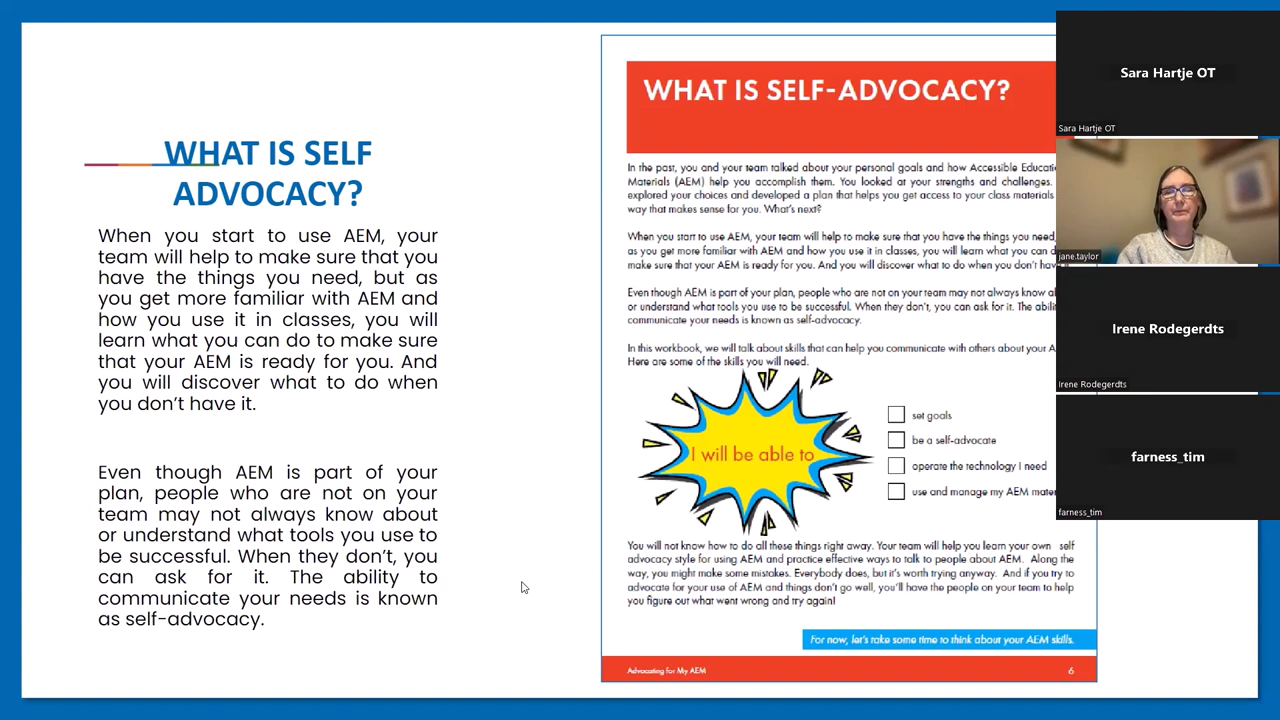 WHAT IS SELF
ADVOCACY?
When you start to use AEM, your
team will help to make sure that you
have the things you need, but as
you get more familiar with AEM and
how you use it in classes, you will
learn what you can do to make sure
that your AEM is ready for you. And
you will discover what to do when
you don't have it.
Even though AEM is part of your
plan, people who are not on your
team may not always know about
or understand what tools you use to
be successful. When they don't, you
can ask for it. The ability to
communicate your needs is known
as self-advocacy.
WHAT IS SELF-ADVOCACY?
In the past, you and your team talked about your personal goals and how Accessible
Materials (AEM) help you accomplish them. You looked at your strengths and challenges.
explored your choices and developed a plan that helps you get access to your class materials
way that makes sense for you. What's next?
When you start to use AEM, your team will help to make sure that you have the things you need,
as you get more familiar with AEM and how you use it in classes, you will learn what you can
make sure that your AEM is ready for you. And you will discover what to do when you don't
Even though AEM is part of your plan, people who are not on your team may not always know
or understand what tools you use to be successful. When they don't, you can ask for it. The
communicate your needs is known as self-advocacy.
In this workbook, we will talk about skills that can help you communicate with others about your
Here are some of the skills you will need.
I will be able to
set goals
be a self-advocate
operate the technology I need
use and manage my AEM
You will not know how to do all these things right away. Your team will help you learn your own self
advocacy style for using AEM and practice effective ways to talk to people about AEM. Along the
way, you might make some mistakes. Everybody does, but it's worth trying anyway. And if you try to
advocate for your use of AEM and things don't go well, you'll have the people on your team to help
you figure out what went wrong and try again!
For now, let's take some time to think about your AEM skills.
Advocating for My AEM 6
Sara Hartje OT
Sara Hartje OT
jane.taylor
Irene Rodegerdts
Irene Rodegerdts
farness_tim
farness_tim